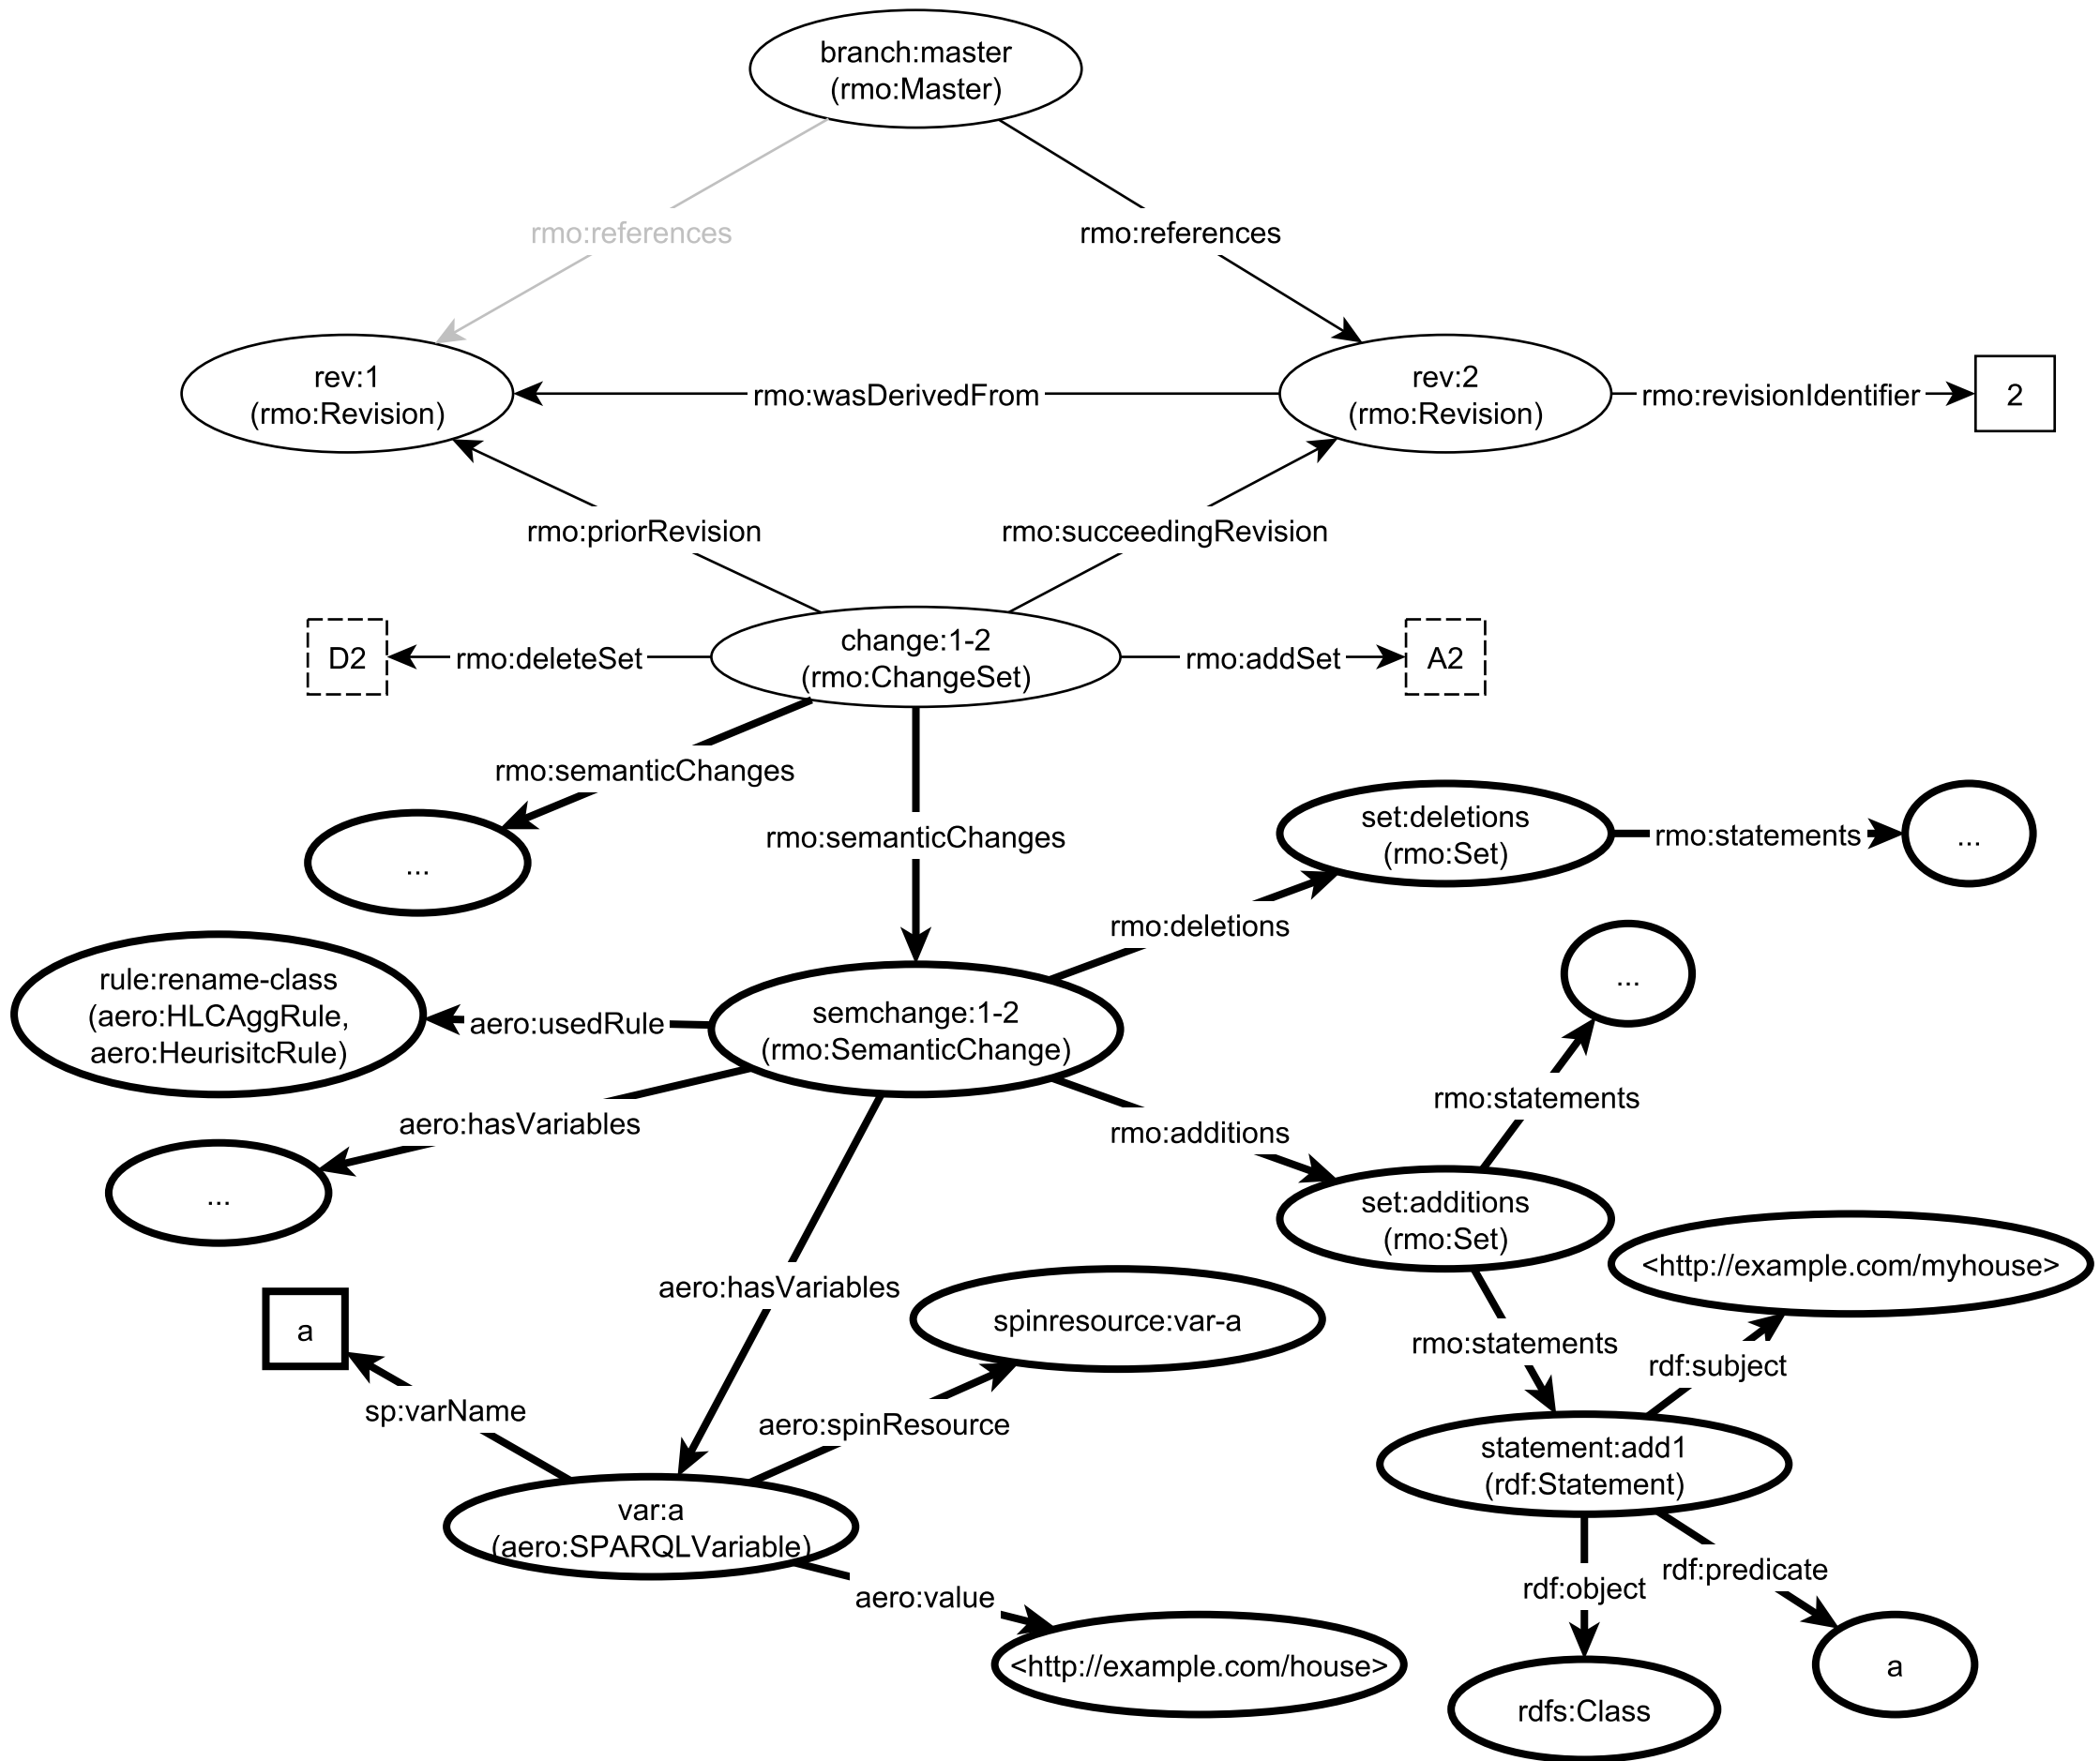 branch:master
(rmo:Master)
rmo:references
rmo:references
rev:1
(rmo:Revision)
rmo:wasDerivedFrom
rev:2
(rmo:Revision)
rmo:revisionIdentifier
2
rmo:priorRevision
rmo:succeedingRevision
D2
rmo:deleteSet
change:1-2
(rmo:ChangeSet)
rmo:addSet
A2
rmo:semanticChanges
...
rmo:semanticChanges
set:deletions
(rmo:Set)
rmo:statements
...
rmo:deletions
...
rule:rename-class
(aero:HLCAggRule,
aero:HeurisitcRule)
aero:usedRule
semchange:1-2
(rmo:SemanticChange)
rmo:statements
aero:hasVariables
...
rmo:additions
set:additions
(rmo:Set)
<http://example.com/myhouse>
aero:hasVariables
a
spinresource:var-a
rmo:statements
rdf:subject
sp:varName
aero:spinResource
statement:add1
(rdf:Statement)
var:a
(aero:SPARQLVariable)
aero:value
rdf:object
rdf:predicate
<http://example.com/house>
rdfs:Class
a